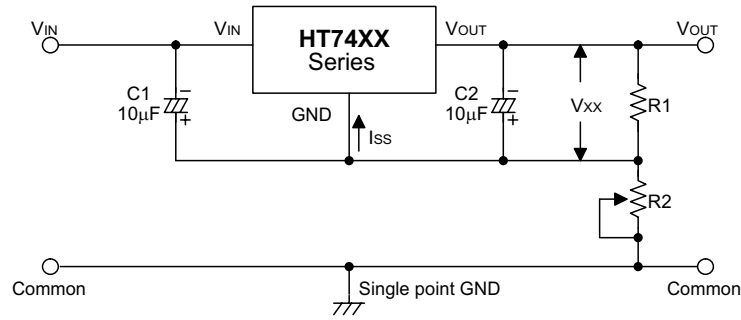 VIN
VIN
HT74XX
Series
VOUT
VOUT
C1
10μF
−
+
GND
ISS
C2
10μF
−
+
VXX
R1
R2
Common
Single point GND
Common